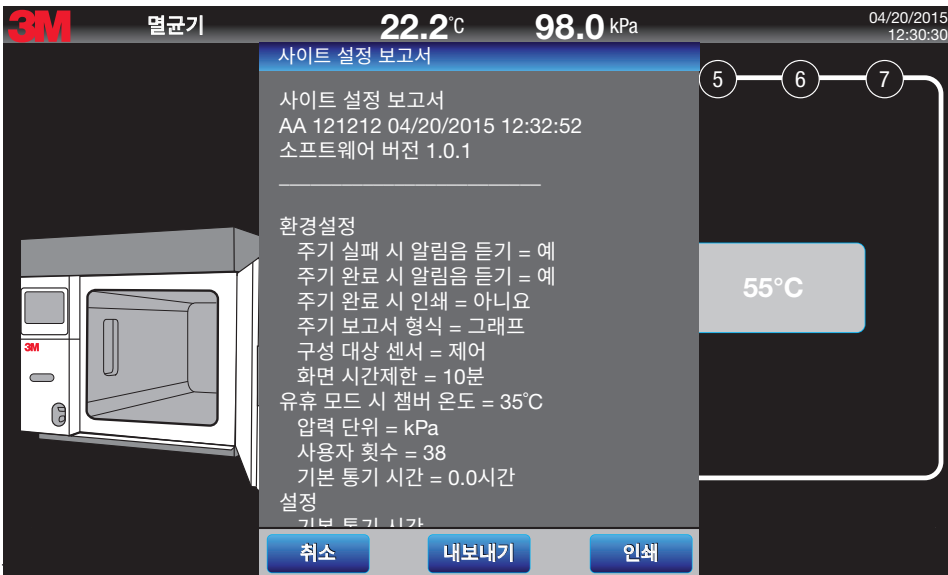 3M 멸균기 22.2°C 98.0 kPa 04/20/2015
12:30:30
사이트 설정 보고서
5 6 7
사이트 설정 보고서
AA 121212 04/20/2015 12:32:52
소프트웨어 버전 1.0.1
환경설정
주기 실패 시 알림음 듣기 = 예
주기 완료 시 알림음 듣기 = 예
주기 완료 시 인쇄 = 아니요
주기 보고서 형식 = 그래프
구성 대상 센서 = 제어
화면 시간제한 = 10분
유휴 모드 시 챔버 온도 = 35°C
압력 단위 = kPa
사용자 횟수 = 38
기본 통기 시간 = 0.0시간
설정
기본 통기 시간
55°C
3M
취소 내보내기 인쇄